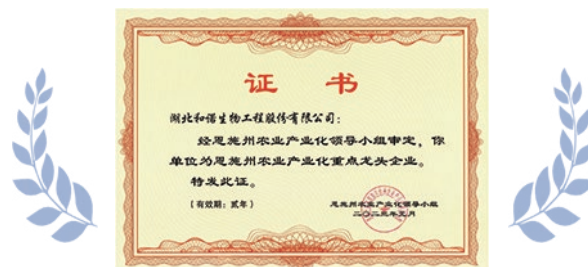 证 书
湖北和诺生物工程股份有限公司：
经恩施州农业产业化领导小组审定，你
单位为恩施州农业产业化重点龙头企业。
特发此证。
（有效期：贰年）
恩施州农业产业化领导小组